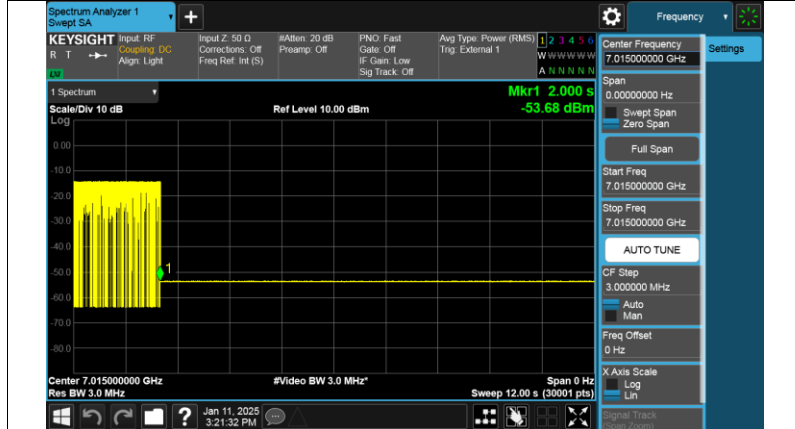 Spectrum Analyzer 1
Swept SA
+
Frequency
KEYSIGHT
R T
LXI
Input: RF
Coupling: DC
Align: Light
Input Z: 50 Ω
Corrections: Off
Freq Ref: Int (S)
#Atten: 20 dB
Preamp: Off
PNO: Fast
Gate: Off
IF Gain: Low
Sig Track: Off
Avg Type: Power (RMS)
Trig: External 1
1 2 3 4 5 6
W W W W W W
A N N N N N
1 Spectrum
Mkr1 2.000 s
Scale/Div 10 dB
Ref Level 10.00 dBm
-53.68 dBm
Log
0.00
-10.0
-20.0
-30.0
-40.0
-50.0
-60.0
-70.0
-80.0
1
Center 7.015000000 GHz
#Video BW 3.0 MHz*
Span 0 Hz
Res BW 3.0 MHz
Sweep 12.00 s (30001 pts)
?
Jan 11, 2025
3:21:32 PM
Center Frequency
7.015000000 GHz
Settings
Span
0.00000000 Hz
Swept Span
Zero Span
Full Span
Start Freq
7.015000000 GHz
Stop Freq
7.015000000 GHz
AUTO TUNE
CF Step
3.000000 MHz
Auto
Man
Freq Offset
0 Hz
X Axis Scale
Log
Lin
Signal Track
(Span Zoom)